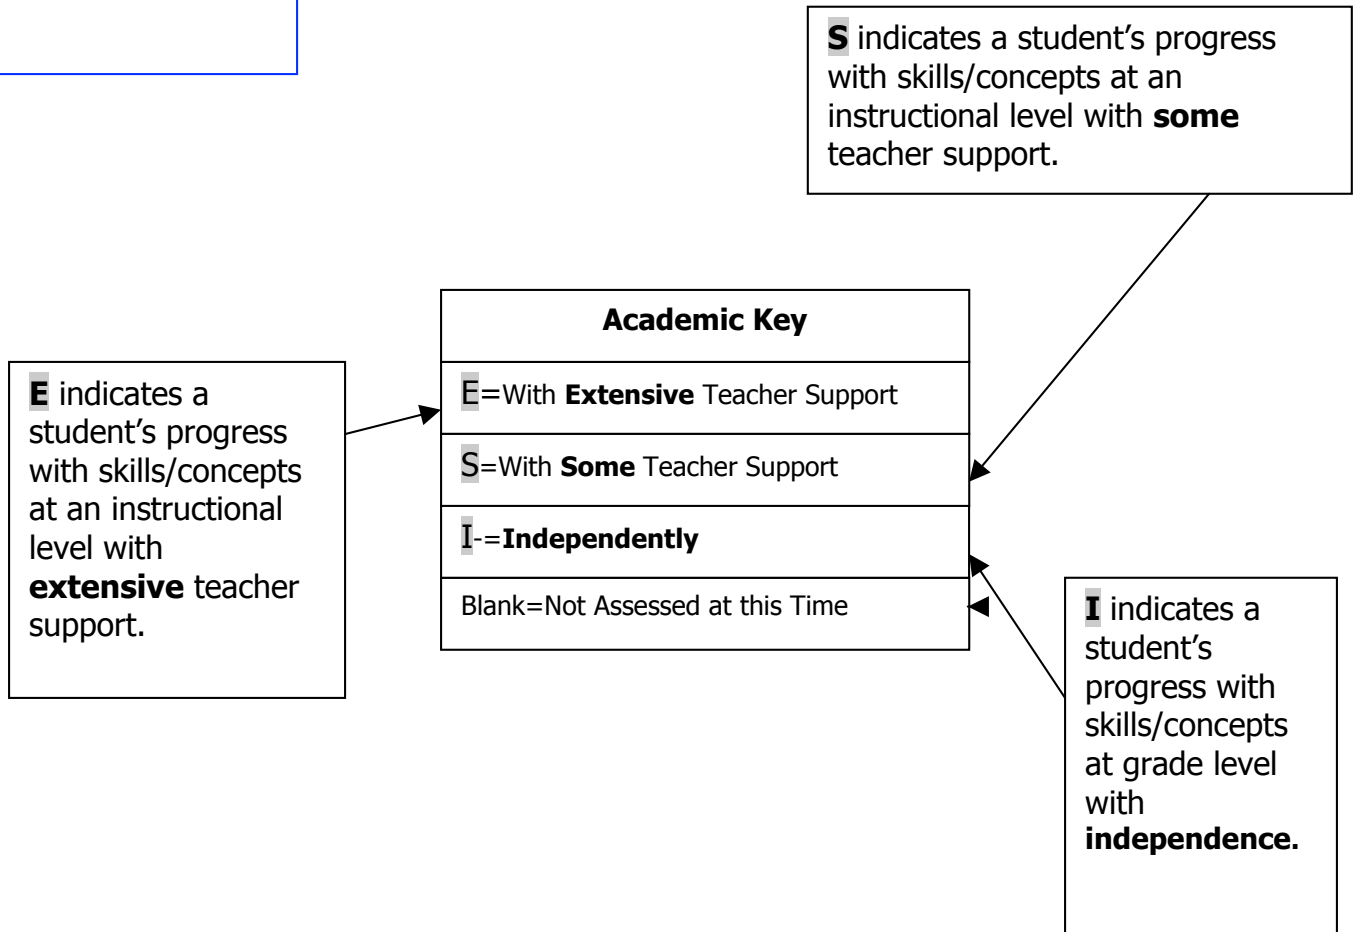 S indicates a student’s progress
with skills/concepts at an
instructional level with some
teacher support.
Academic Key
E=With Extensive Teacher Support
S=With Some Teacher Support
I-=Independently
Blank=Not Assessed at this Time
E indicates a
student’s progress
with skills/concepts
at an instructional
level with
extensive teacher
support.
I indicates a
student’s
progress with
skills/concepts
at grade level
with
independence.